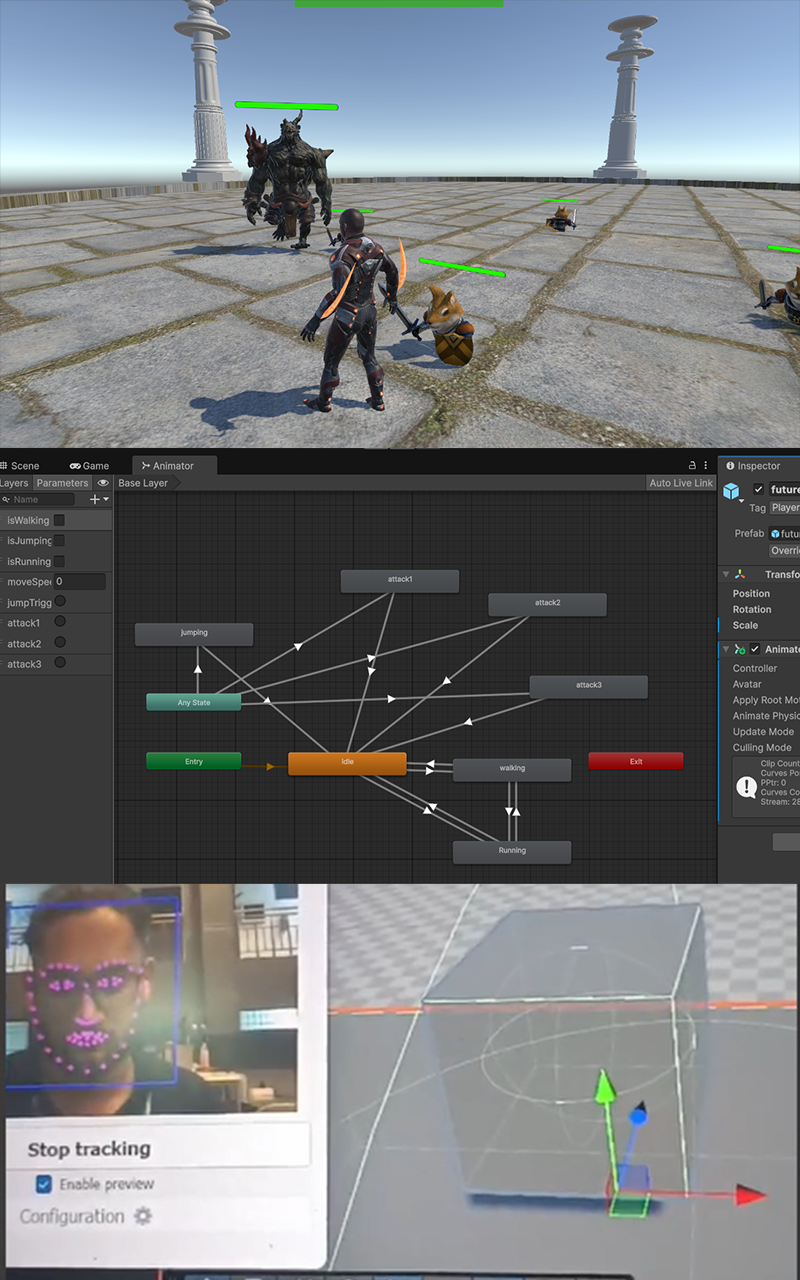 Scene Game Animator Inspector
Layers Parameters Base Layer Auto Live Link
Name
isWalking
isJumping
isRunning
moveSpee 0
jumpTrigg
attack1
attack2
attack3
attack1
attack2
jumping
attack3
Any State
Entry
Idle
walking
Exit
Running
future
Tag Player
Prefab futu
Overri
Transfo
Position
Rotation
Scale
Animato
Controller
Avatar
Apply Root Mot
Animate Physic
Update Mode
Culling Mode
Clip Count
Curves Po
PPtr: 0
Curves Co
Stream: 28
Stop tracking
Enable preview
Configuration